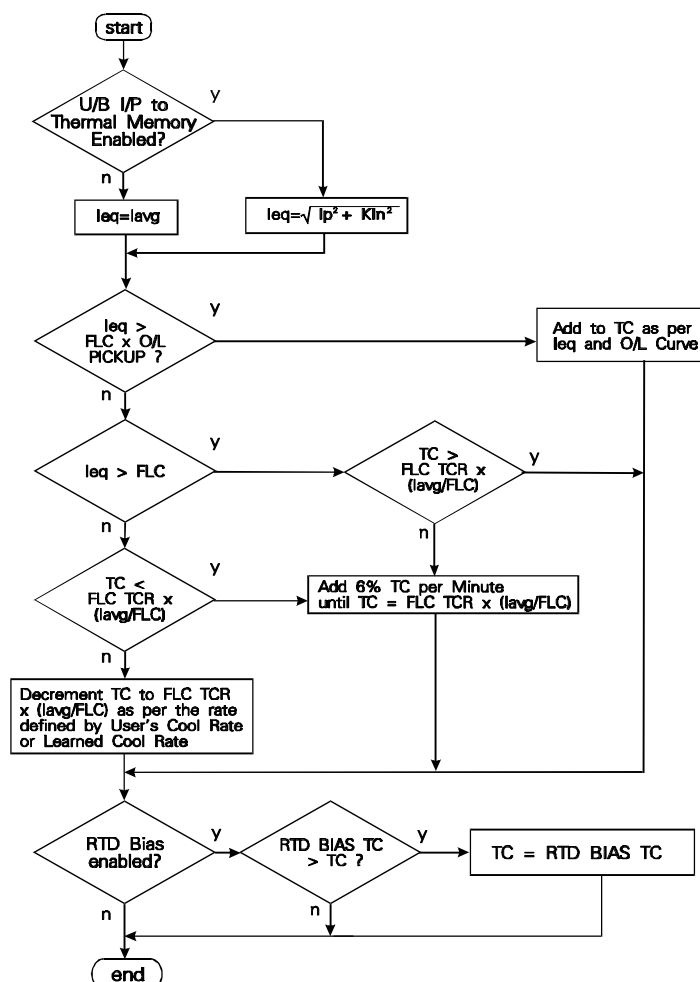 start
U/B I/P to
Thermal Memory
Enabled?
y
n
Ieq=Iavg
Ieq=√Ip² + KIn²
Ieq >
FLC x O/L
PICKUP ?
y
Add to TC as per
Ieq and O/L Curve
n
Ieq > FLC
y
TC >
FLC TCR x
(Iavg/FLC)
y
n
n
TC <
FLC TCR x
(Iavg/FLC)
y
Add 6% TC per Minute
until TC = FLC TCR x (Iavg/FLC)
n
Decrement TC to FLC TCR
x (Iavg/FLC) as per the rate
defined by User's Cool Rate
or Learned Cool Rate
RTD Bias
enabled?
y
RTD BIAS TC
> TC ?
y
TC = RTD BIAS TC
n
n
end